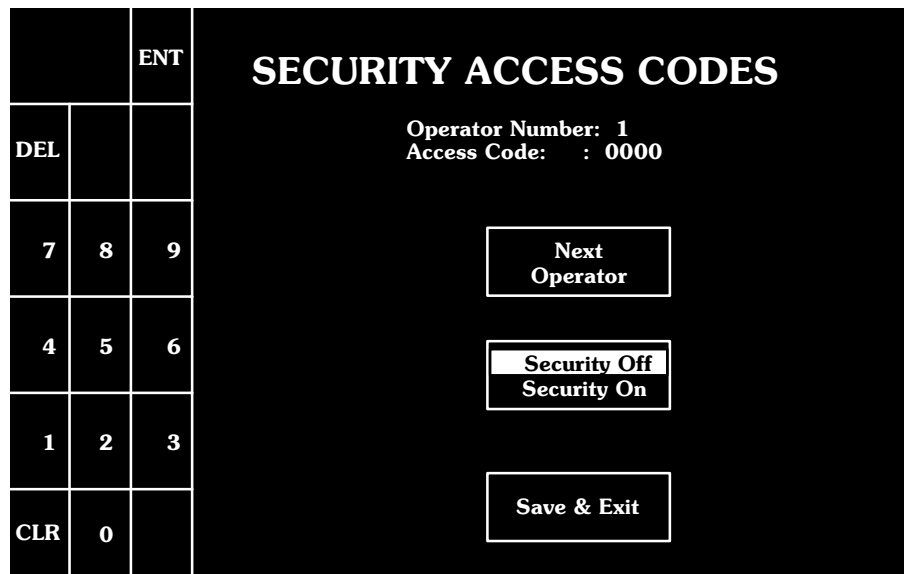 ENT
DEL
7 8 9
4 5 6
1 2 3
CLR 0
SECURITY ACCESS CODES
Operator Number: 1
Access Code: : 0000
Next
Operator
Security Off
Security On
Save & Exit